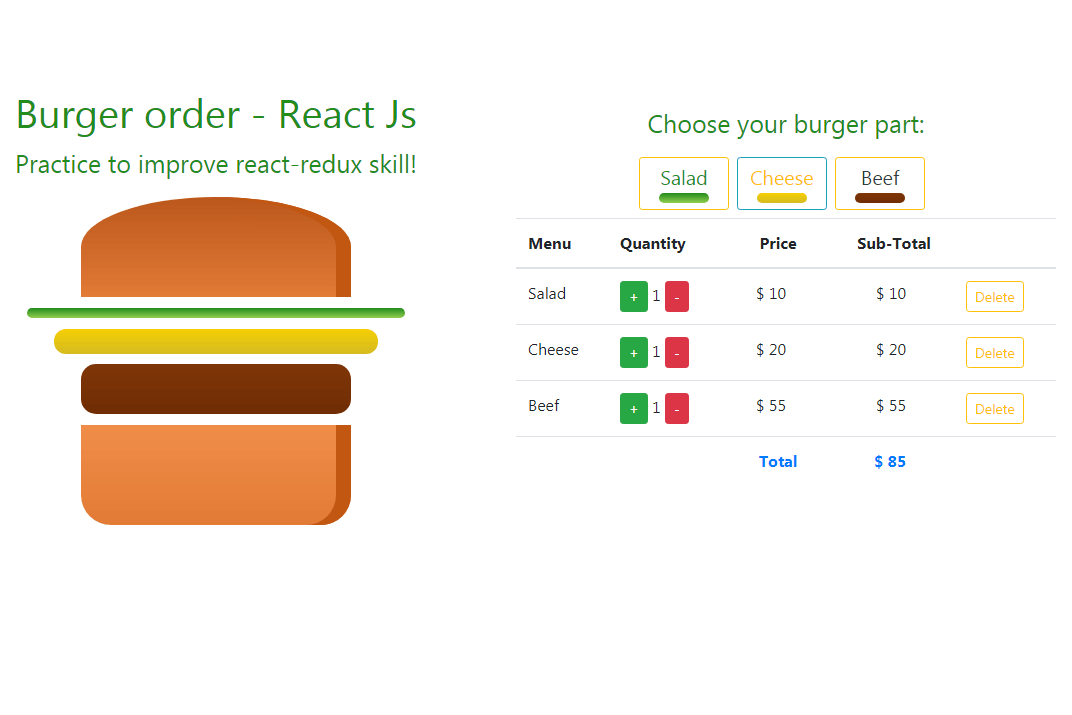 Burger order - React Js
Practice to improve react-redux skill!
Choose your burger part:
Salad Cheese Beef
Menu Quantity Price Sub-Total
Salad + 1 - $ 10 $ 10 Delete
Cheese + 1 - $ 20 $ 20 Delete
Beef + 1 - $ 55 $ 55 Delete
Total $ 85